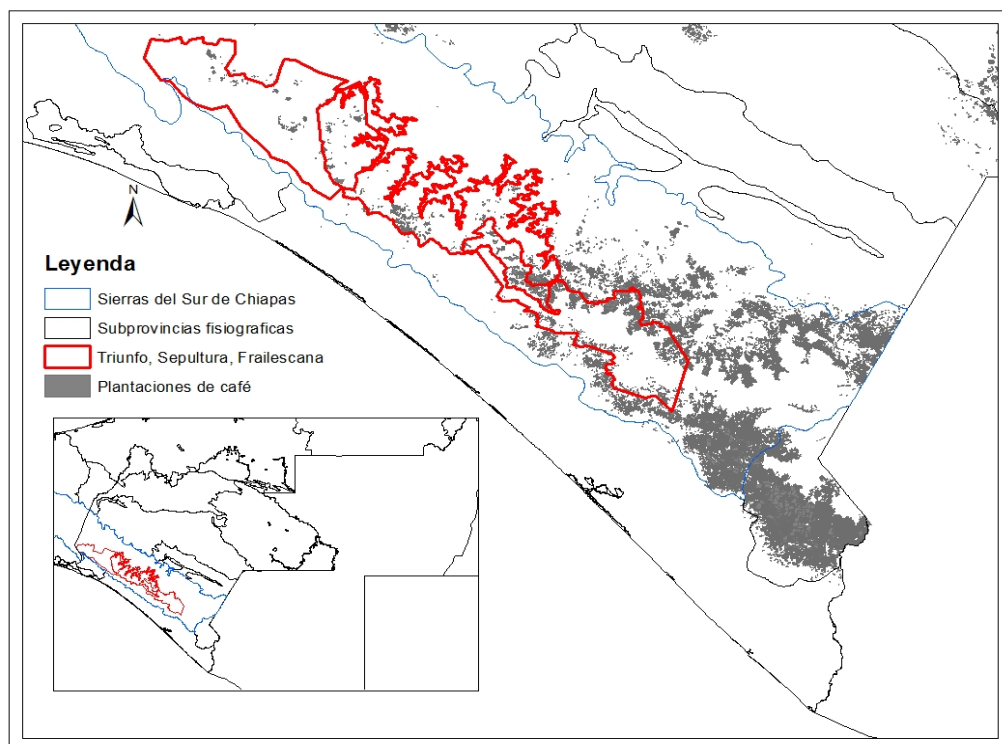 N
Leyenda
Sierras del Sur de Chiapas
Subprovincias fisiograficas
Triunfo, Sepultura, Frailescana
Plantaciones de café